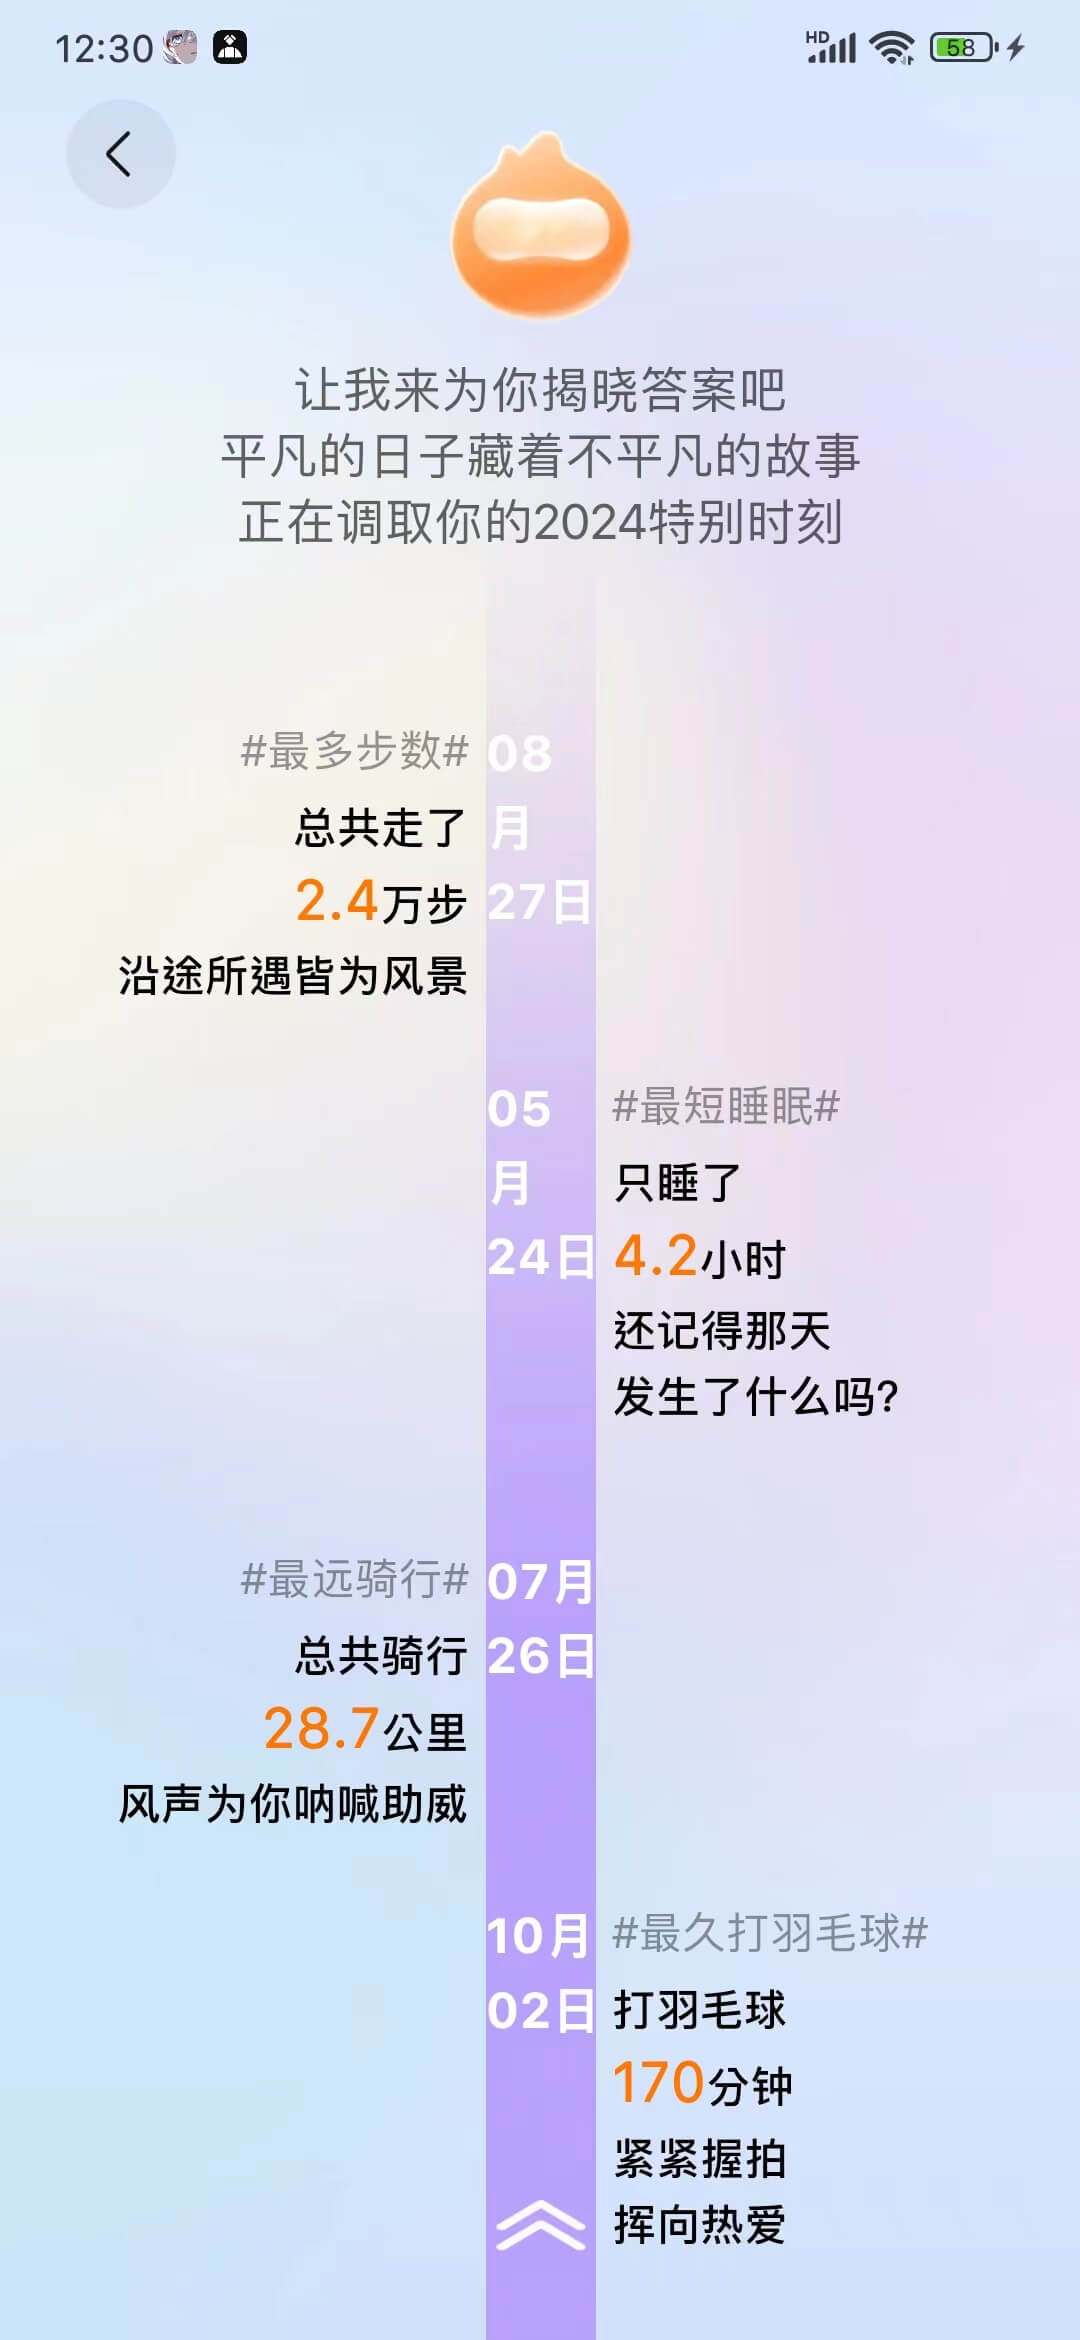 12:30
HD
58
让我来为你揭晓答案吧
平凡的日子藏着不平凡的故事
正在调取你的2024特别时刻
08
月
27日
#最多步数#
总共走了
2.4万步
沿途所遇皆为风景
05
月
24日
#最短睡眠#
只睡了
4.2小时
还记得那天
发生了什么吗?
07月
26日
#最远骑行#
总共骑行
28.7公里
风声为你呐喊助威
10月
02日
#最久打羽毛球#
打羽毛球
170分钟
紧紧握拍
挥向热爱